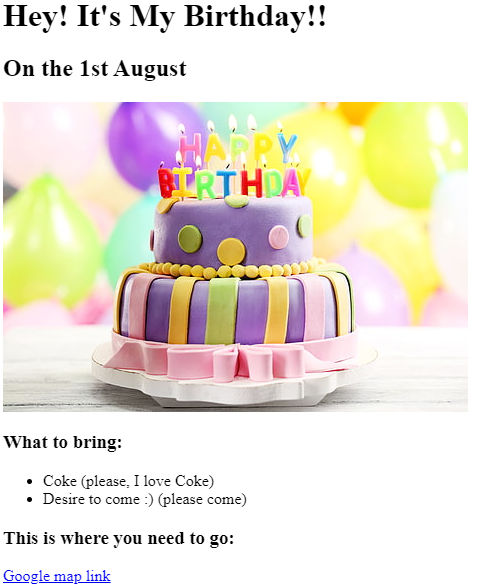 Hey! It's My Birthday!!
On the 1st August
HAPPY
BIRTHDAY
What to bring:
Coke (please, I love Coke)
Desire to come :) (please come)
This is where you need to go:
Google map link